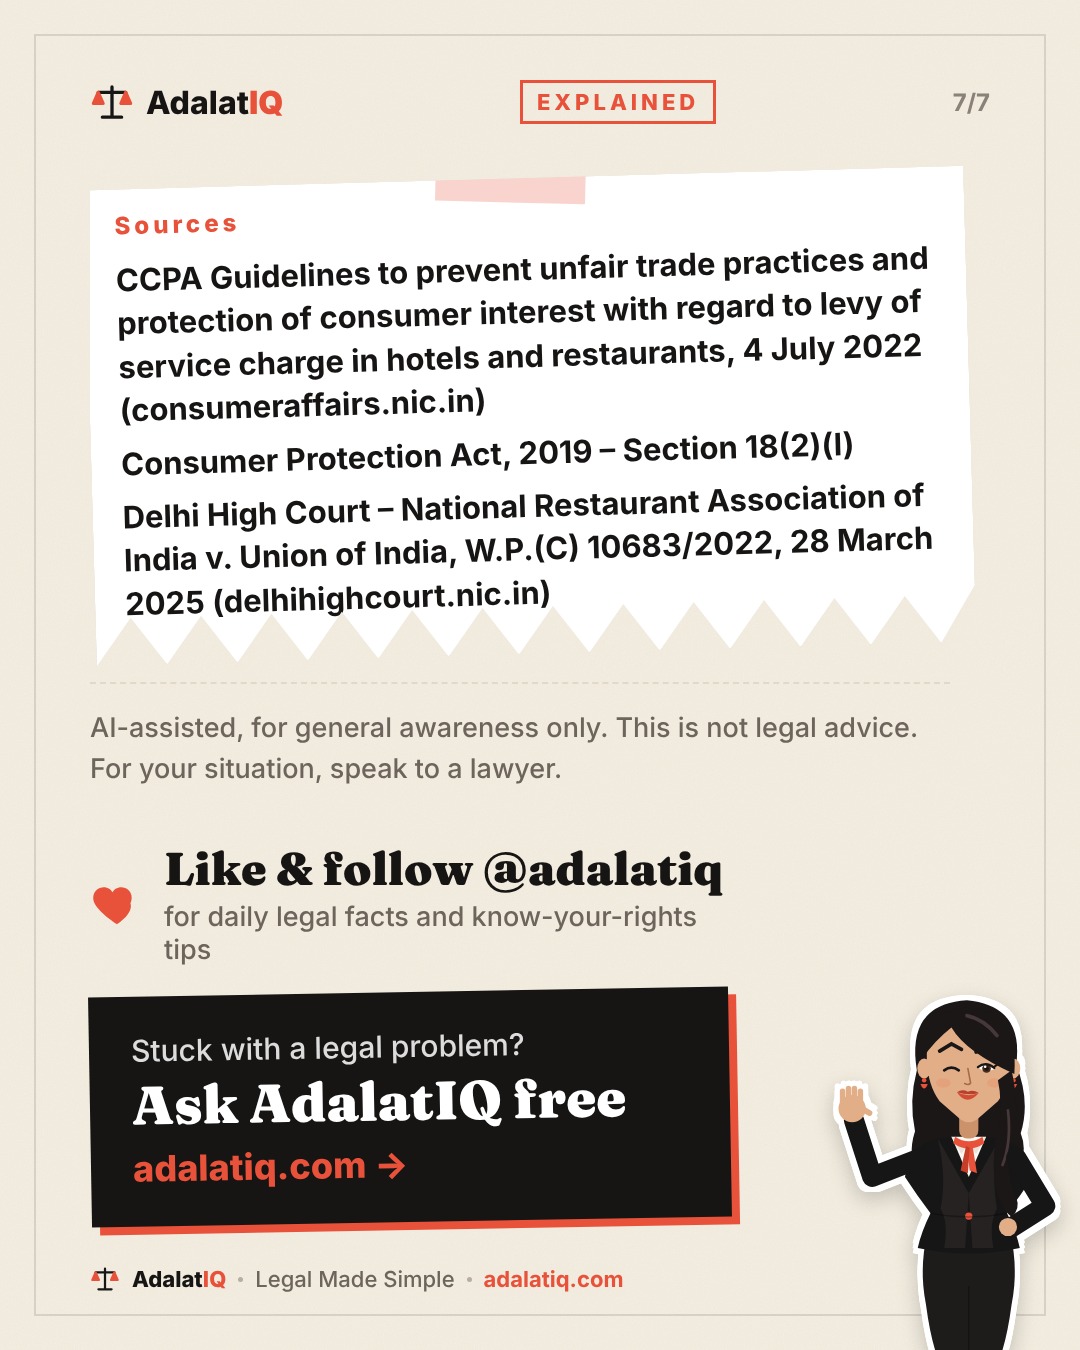 AdalatIQ
EXPLAINED
7/7
Sources
CCPA Guidelines to prevent unfair trade practices and
protection of consumer interest with regard to levy of
service charge in hotels and restaurants, 4 July 2022
(consumeraffairs.nic.in)
Consumer Protection Act, 2019 – Section 18(2)(l)
Delhi High Court – National Restaurant Association of
India v. Union of India, W.P.(C) 10683/2022, 28 March
2025 (delhihighcourt.nic.in)
AI-assisted, for general awareness only. This is not legal advice.
For your situation, speak to a lawyer.
Like & follow @adalatiq
for daily legal facts and know-your-rights
tips
Stuck with a legal problem?
Ask AdalatIQ free
adalatiq.com →
AdalatIQ • Legal Made Simple • adalatiq.com